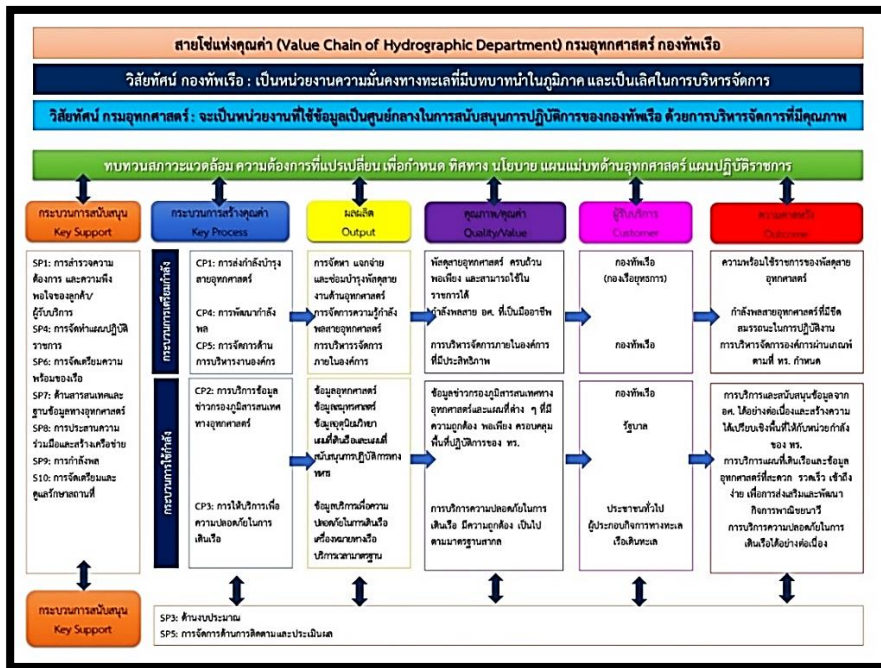 สายโซ่แห่งคุณค่า (Value Chain of Hydrographic Department) กรมอุทกศาสตร์ กองทัพเรือ
วิสัยทัศน์ กองทัพเรือ : เป็นหน่วยงานความมั่นคงทางทะเลที่มีบทบาทนำในภูมิภาค และเป็นเลิศในการบริหารจัดการ
วิสัยทัศน์ กรมอุทกศาสตร์ : จะเป็นหน่วยงานที่ใช้ข้อมูลเป็นศูนย์กลางในการสนับสนุนการปฏิบัติการของกองทัพเรือ ด้วยการบริหารจัดการที่มีคุณภาพ
ทบทวนสภาวะแวดล้อม ความต้องการที่แปรเปลี่ยน เพื่อกำหนด ทิศทาง นโยบาย แผนแม่บทด้านอุทกศาสตร์ แผนปฏิบัติราชการ
กระบวนการสนับสนุน
Key Support
SP1: การสำรวจความ
ต้องการ และความพึง
พอใจของลูกค้า/
ผู้รับบริการ
SP4: การจัดทำแผนปฏิบัติ
ราชการ
SP6: การจัดเตรียมความ
พร้อมของเรือ
SP7: ด้านสารสนเทศและ
ฐานข้อมูลทางอุทกศาสตร์
SP8: การประสานความ
ร่วมมือและสร้างเครือข่าย
SP9: การกำลังพล
S10: การจัดเตรียมและ
ดูแลรักษาสถานที่
กระบวนการสร้างคุณค่า
Key Process
กระบวนการเตรียมกำลัง
CP1: การส่งกำลังบำรุง
สายอุทกศาสตร์
CP4: การพัฒนากำลัง
พล
CP5: การจัดการด้าน
การบริหารงานองค์กร
กระบวนการใช้กำลัง
CP2: การบริการข้อมูล
ข่าวกรองภูมิสารสนเทศ
ทางอุทกศาสตร์
CP3: การให้บริการเพื่อ
ความปลอดภัยในการ
เดินเรือ
ผลผลิต
Output
การจัดหา แจกจ่าย
และซ่อมบำรุงพัสดุสาย
งานด้านอุทกศาสตร์
การจัดการความรู้กำลัง
พลสายอุทกศาสตร์
การบริหารจัดการ
ภายในองค์การ
ข้อมูลอุทกศาสตร์
ข้อมูลสมุทรศาสตร์
ข้อมูลอุตุนิยมวิทยา
แผนที่เดินเรือและแผนที่
สนับสนุนการปฏิบัติการทาง
ทหาร
ข้อมูลบริการเพื่อความ
ปลอดภัยในการเดินเรือ
เครื่องหมายทางเรือ
บริการเวลามาตรฐาน
คุณภาพ/คุณค่า
Quality/Value
พัสดุสายอุทกศาสตร์ ครบถ้วน
พอเพียง และสามารถใช้ใน
ราชการได้
กำลังพลสาย อศ. ที่เป็นมืออาชีพ
การบริหารจัดการภายในองค์การ
ที่มีประสิทธิภาพ
ข้อมูลข่าวกรองภูมิสารสนเทศทาง
อุทกศาสตร์และแผนที่ต่าง ๆ ที่มี
ความถูกต้อง พอเพียง ครอบคลุม
พื้นที่ปฏิบัติการของ ทร.
การบริการความปลอดภัยในการ
เดินเรือ มีความถูกต้อง เป็นไป
ตามมาตรฐานสากล
ผู้รับบริการ
Customer
กองทัพเรือ
(กองเรือยุทธการ)
กองทัพเรือ
กองทัพเรือ
รัฐบาล
ประชาชนทั่วไป
ผู้ประกอบกิจการทางทะเล
เรือเดินทะเล
ความคาดหวัง
Outcome
ความพร้อมใช้ราชการของพัสดุสาย
อุทกศาสตร์
กำลังพลสายอุทกศาสตร์ที่มีขีด
สมรรถนะในการปฏิบัติงาน
การบริหารจัดการองค์การผ่านเกณฑ์
ตามที่ ทร. กำหนด
การบริการและสนับสนุนข้อมูลจาก
อศ. ได้อย่างต่อเนื่องและสร้างความ
ได้เปรียบเชิงพื้นที่ให้กับหน่วยกำลัง
ของ ทร.
การบริการแผนที่เดินเรือและข้อมูล
อุทกศาสตร์ที่สะดวก รวดเร็ว เข้าถึง
ง่าย เพื่อการส่งเสริมและพัฒนา
กิจการพาณิชยนาวี
การบริการความปลอดภัยในการ
เดินเรือได้อย่างต่อเนื่อง
กระบวนการสนับสนุน
Key Support
SP3: ด้านงบประมาณ
SP5: การจัดการด้านการติดตามและประเมินผล